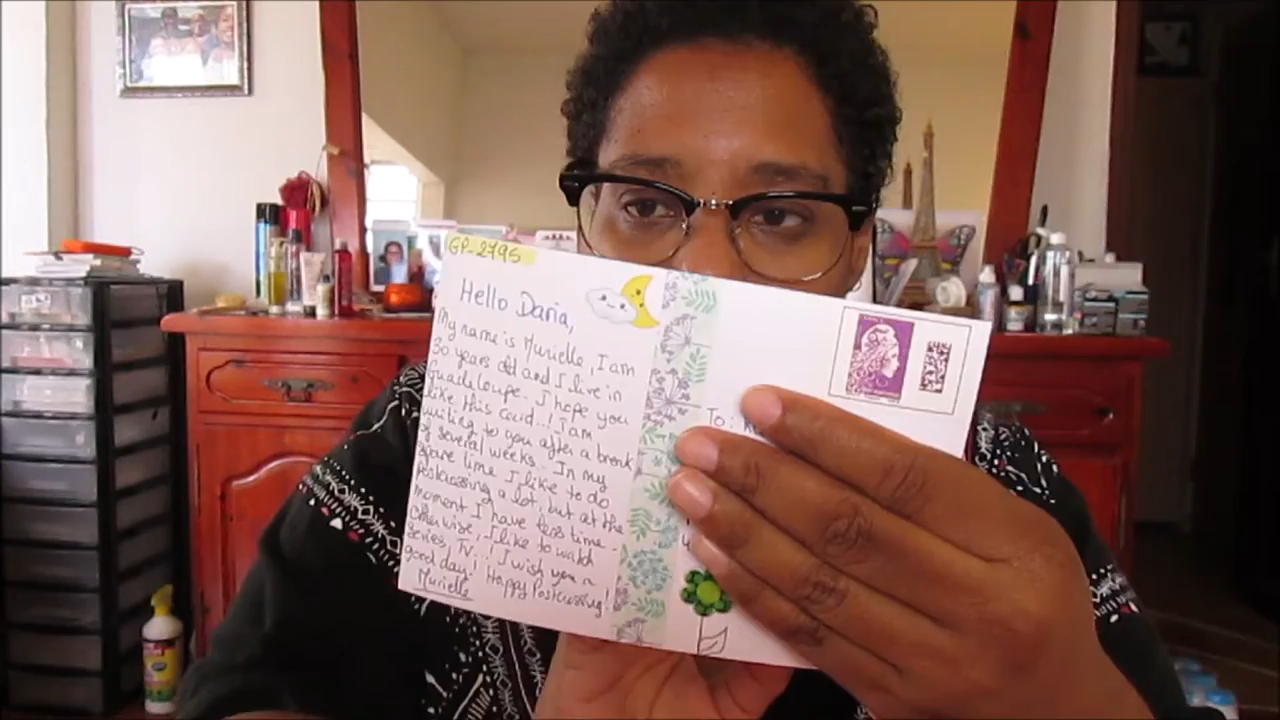 GP-2795
Hello Daria,
My name is Murielle, I am
30 years old and I live in
Guadeloupe.. I hope you
like this card...! I am
writing to you after a break
of several weeks.. In my
spare time I like to do
Postcrossing a lot, but at the
moment I have less time..
Otherwise, I like to watch
series, TV...! I wish you a
good day! Happy Postcrossing!
Murielle
To: